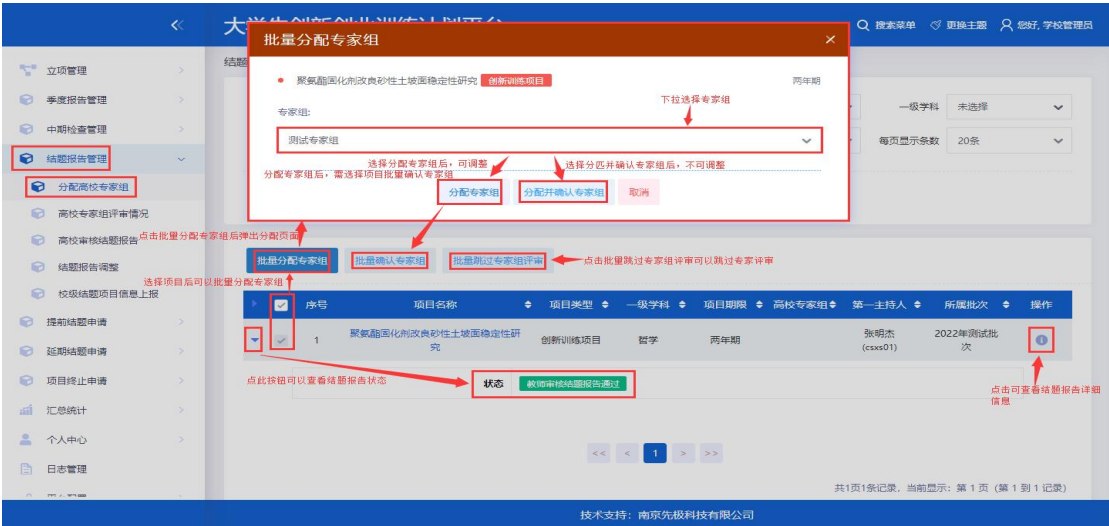 搜索菜单
更换主题
您好, 学校管理员
批量分配专家组
聚氨酯固化剂改良砂性土坡面稳定性研究 创新训练项目
两年期
下拉选择专家组
专家组:
测试专家组
选择分配专家组后，可调整
选择分匹并确认专家组后，不可调整
分配专家组后，需选择项目批量确认专家组
分配专家组
分配并确认专家组
取消
一级学科 未选择
每页显示条数 20条
立项管理
季度报告管理
中期检查管理
结题报告管理
分配高校专家组
高校专家组评审情况
高校审核结题报告
结题报告调整
校级结题项目信息上报
提前结题申请
延期结题申请
项目终止申请
汇总统计
个人中心
日志管理
点击批量分配专家组后弹出分配页面
选择项目后可以批量分配专家组
批量分配专家组
批量确认专家组
批量跳过专家组评审
点击批量跳过专家组评审可以跳过专家评审
序号 项目名称 项目类型 一级学科 项目期限 高校专家组 第一主持人 所属批次 操作
1 聚氨酯固化剂改良砂性土坡面稳定性研 创新训练项目 哲学 两年期 张明杰 2022年测试批
究 (csxs01) 次
点此按钮可以查看结题报告状态
状态 教师审核结题报告通过
点击可查看结题报告详细
信息
<< < 1 > >>
共1页1条记录, 当前显示: 第 1 页 (第 1 到 1 记录)
技术支持: 南京先极科技有限公司